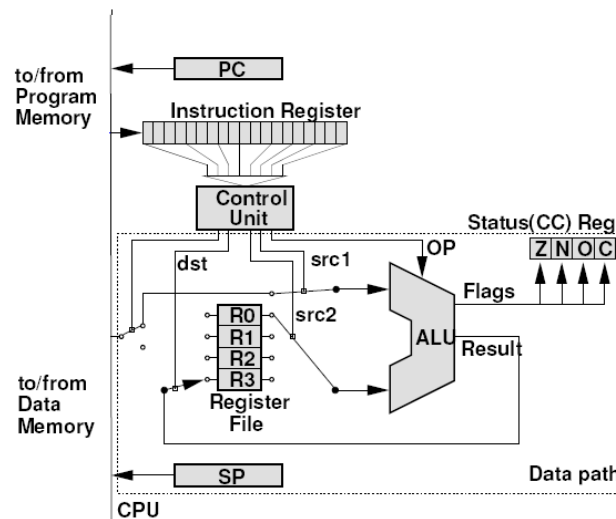 PC
to/from
Program
Memory
Instruction Register
Control
Unit
Status(CC) Reg
OP
Z N O C
dst
src1
Flags
R0
src2
R1
ALU
Result
R2
R3
Register
File
to/from
Data
Memory
SP
Data path
CPU